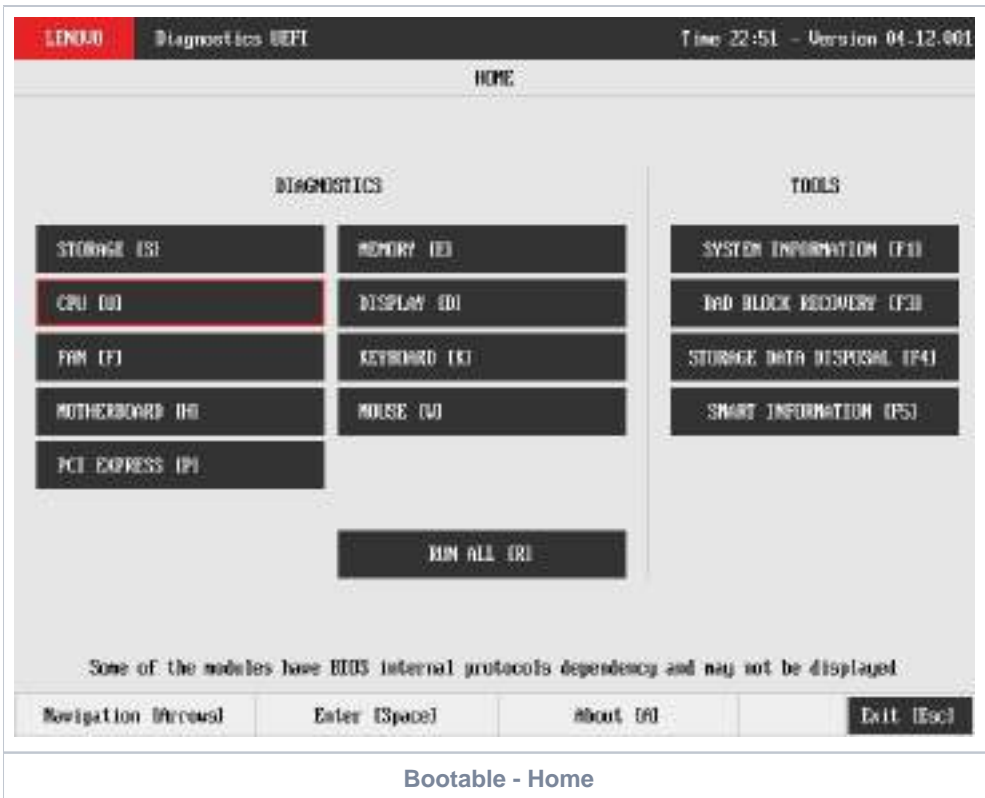 LENOVO Diagnostics UEFI Time 22:51 - Version 04.12.001
HOME
DIAGNOSTICS TOOLS
STORAGE [S] MEMORY [E] SYSTEM INFORMATION [F1]
CPU [U] DISPLAY [D] BAD BLOCK RECOVERY [F3]
FAN [F] KEYBOARD [K] STORAGE DATA DISPOSAL [F4]
MOTHERBOARD [H] MOUSE [W] SMART INFORMATION [F5]
PCI EXPRESS [P]
RUN ALL [R]
Some of the modules have BIOS internal protocols dependency and may not be displayed
Navigation [Arrows] Enter [Space] About [A] Exit [Esc]
Bootable - Home